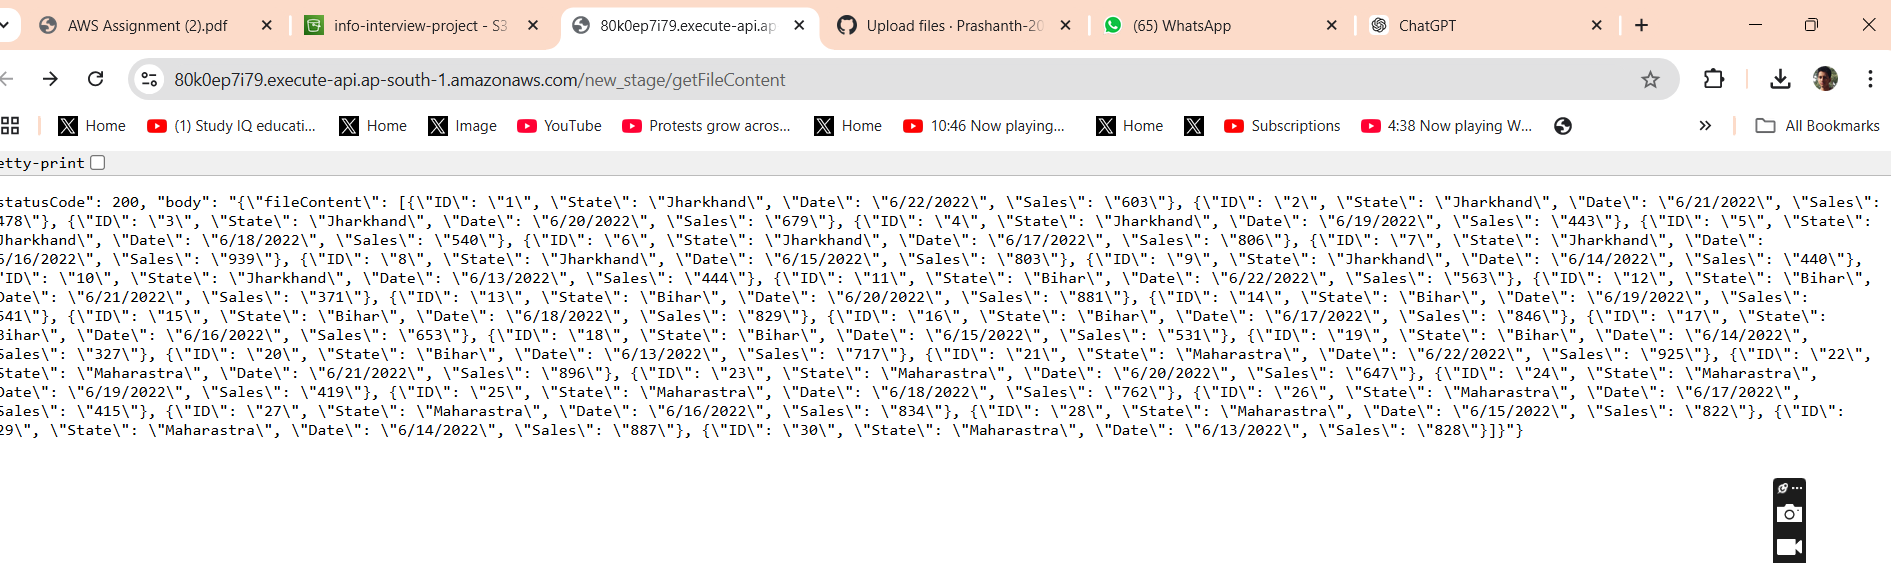 AWS Assignment (2).pdf
info-interview-project - S3
80k0ep7i79.execute-api.ap
Upload files · Prashanth-20
(65) WhatsApp
ChatGPT
80k0ep7i79.execute-api.ap-south-1.amazonaws.com/new_stage/getFileContent
Home
(1) Study IQ educati...
Home
Image
YouTube
Protests grow acros...
Home
10:46 Now playing...
Home
Subscriptions
4:38 Now playing W...
»
All Bookmarks
etty-print
statusCode": 200, "body": "{\"fileContent\": [{\"ID\": \"1\", \"State\": \"Jharkhand\", \"Date\": \"6/22/2022\", \"Sales\": \"603\"}, {\"ID\": \"2\", \"State\": \"Jharkhand\", \"Date\": \"6/21/2022\", \"Sales\":
478\"}, {\"ID\": \"3\", \"State\": \"Jharkhand\", \"Date\": \"6/20/2022\", \"Sales\": \"679\"}, {\"ID\": \"4\", \"State\": \"Jharkhand\", \"Date\": \"6/19/2022\", \"Sales\": \"443\"}, {\"ID\": \"5\", \"State\":
Jharkhand\", \"Date\": \"6/18/2022\", \"Sales\": \"540\"}, {\"ID\": \"6\", \"State\": \"Jharkhand\", \"Date\": \"6/17/2022\", \"Sales\": \"806\"}, {\"ID\": \"7\", \"State\": \"Jharkhand\", \"Date\":
6/16/2022\", \"Sales\": \"939\"}, {\"ID\": \"8\", \"State\": \"Jharkhand\", \"Date\": \"6/15/2022\", \"Sales\": \"803\"}, {\"ID\": \"9\", \"State\": \"Jharkhand\", \"Date\": \"6/14/2022\", \"Sales\": \"440\"},
"ID\": \"10\", \"State\": \"Jharkhand\", \"Date\": \"6/13/2022\", \"Sales\": \"444\"}, {\"ID\": \"11\", \"State\": \"Bihar\", \"Date\": \"6/22/2022\", \"Sales\": \"563\"}, {\"ID\": \"12\", \"State\": \"Bihar\",
Date\": \"6/21/2022\", \"Sales\": \"371\"}, {\"ID\": \"13\", \"State\": \"Bihar\", \"Date\": \"6/20/2022\", \"Sales\": \"881\"}, {\"ID\": \"14\", \"State\": \"Bihar\", \"Date\": \"6/19/2022\", \"Sales\":
541\"}, {\"ID\": \"15\", \"State\": \"Bihar\", \"Date\": \"6/18/2022\", \"Sales\": \"829\"}, {\"ID\": \"16\", \"State\": \"Bihar\", \"Date\": \"6/17/2022\", \"Sales\": \"846\"}, {\"ID\": \"17\", \"State\":
Bihar\", \"Date\": \"6/16/2022\", \"Sales\": \"653\"}, {\"ID\": \"18\", \"State\": \"Bihar\", \"Date\": \"6/15/2022\", \"Sales\": \"531\"}, {\"ID\": \"19\", \"State\": \"Bihar\", \"Date\": \"6/14/2022\",
Sales\": \"327\"}, {\"ID\": \"20\", \"State\": \"Bihar\", \"Date\": \"6/13/2022\", \"Sales\": \"717\"}, {\"ID\": \"21\", \"State\": \"Maharastra\", \"Date\": \"6/22/2022\", \"Sales\": \"925\"}, {\"ID\": \"22\",
State\": \"Maharastra\", \"Date\": \"6/21/2022\", \"Sales\": \"896\"}, {\"ID\": \"23\", \"State\": \"Maharastra\", \"Date\": \"6/20/2022\", \"Sales\": \"647\"}, {\"ID\": \"24\", \"State\": \"Maharastra\",
Date\": \"6/19/2022\", \"Sales\": \"419\"}, {\"ID\": \"25\", \"State\": \"Maharastra\", \"Date\": \"6/18/2022\", \"Sales\": \"762\"}, {\"ID\": \"26\", \"State\": \"Maharastra\", \"Date\": \"6/17/2022\",
Sales\": \"415\"}, {\"ID\": \"27\", \"State\": \"Maharastra\", \"Date\": \"6/16/2022\", \"Sales\": \"834\"}, {\"ID\": \"28\", \"State\": \"Maharastra\", \"Date\": \"6/15/2022\", \"Sales\": \"822\"}, {\"ID\":
29\", \"State\": \"Maharastra\", \"Date\": \"6/14/2022\", \"Sales\": \"887\"}, {\"ID\": \"30\", \"State\": \"Maharastra\", \"Date\": \"6/13/2022\", \"Sales\": \"828\"}]}"}